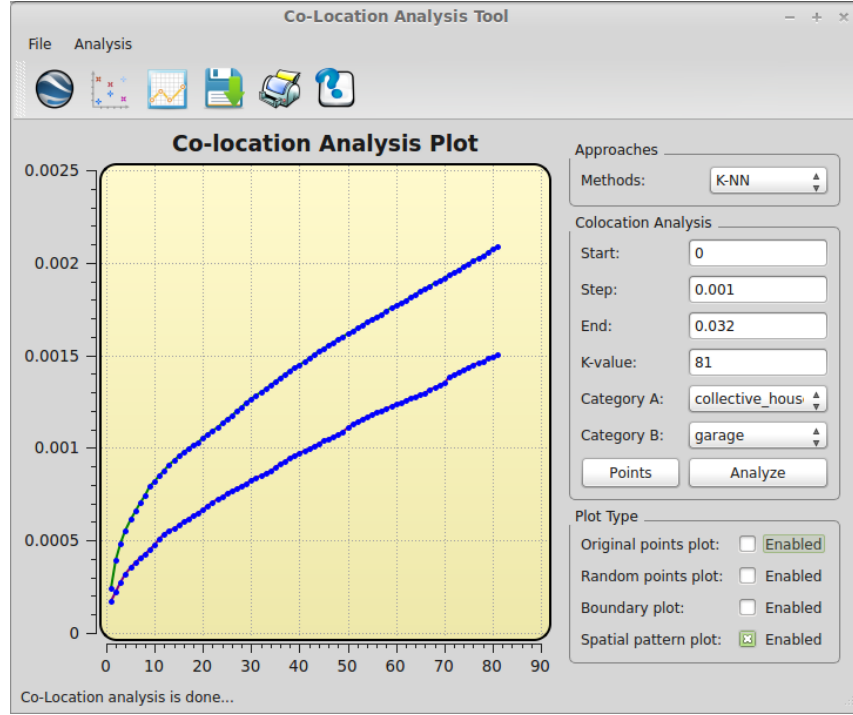 Co-Location Analysis Tool
File Analysis
Co-location Analysis Plot
0.0025
0.002
0.0015
0.001
0.0005
0
0 10 20 30 40 50 60 70 80 90
Approaches
Methods: K-NN
Colocation Analysis
Start: 0
Step: 0.001
End: 0.032
K-value: 81
Category A: collective_hous
Category B: garage
Points Analyze
Plot Type
Original points plot: Enabled
Random points plot: Enabled
Boundary plot: Enabled
Spatial pattern plot: Enabled
Co-Location analysis is done...